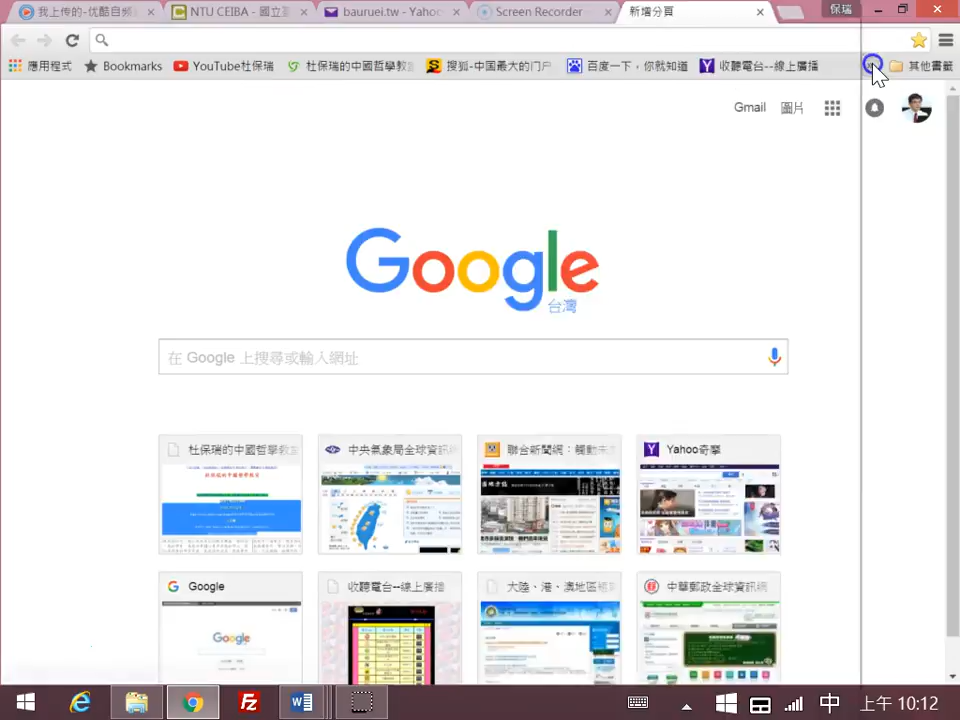 我上传的-优酷自频
NTU CEIBA - 國立臺
bauruei.tw - Yahoo
Screen Recorder
新增分頁
保瑞
應用程式
Bookmarks
YouTube杜保瑞
杜保瑞的中國哲學教
搜狐-中国最大的门户
百度一下，你就知道
收聽電台--線上廣播
其他書籤
Gmail
圖片
Google
台灣
在 Google 上搜尋或輸入網址
杜保瑞的中國哲學教
中央氣象局全球資訊
聯合新聞網：觸動未
Yahoo奇摩
Google
收聽電台--線上廣播
大陸、港、澳地區
中華郵政全球資訊網
中
上午 10:12